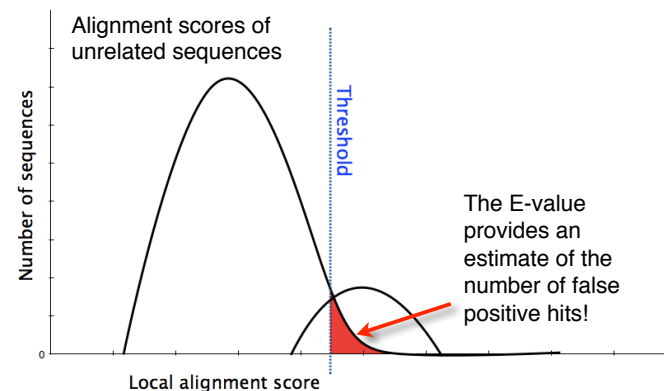 Alignment scores of
unrelated sequences
Threshold
Number of sequences
The E-value
provides an
estimate of the
number of false
positive hits!
0
Local alignment score